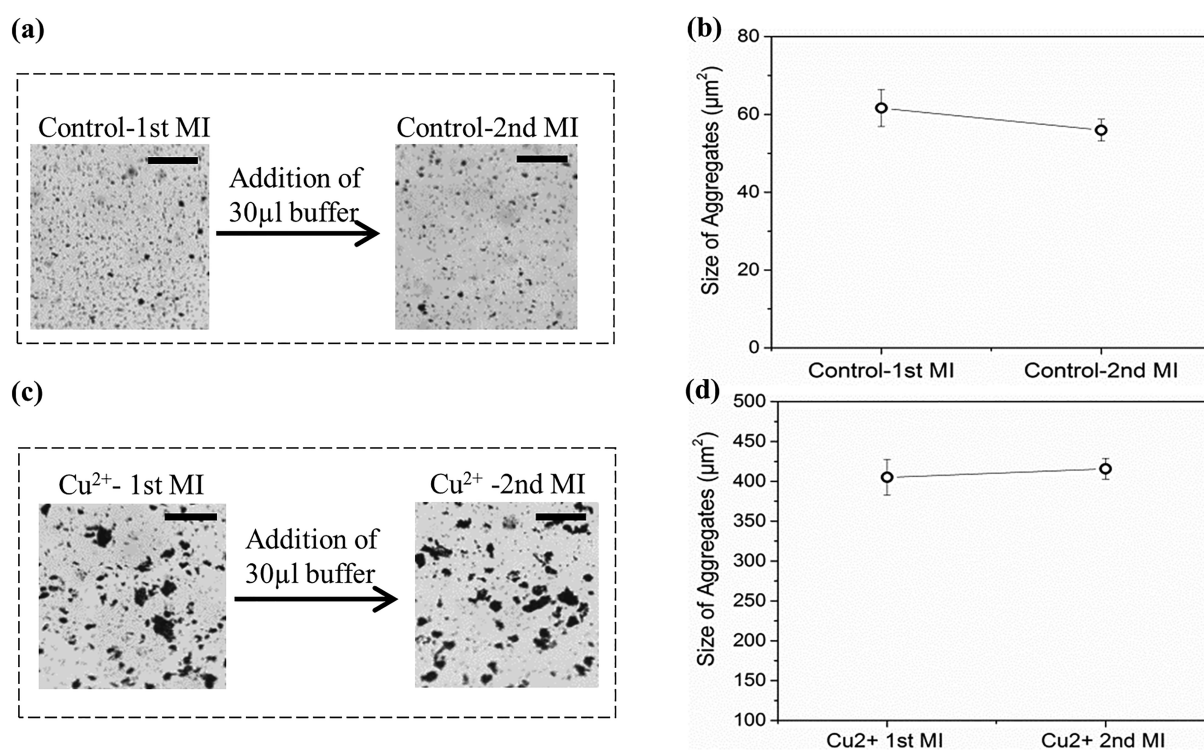 (a)
Control-1st MI
Addition of
30µl buffer
Control-2nd MI
(b)
Size of Aggregates (µm²)
80
60
40
20
0
Control-1st MI
Control-2nd MI
(c)
Cu²⁺- 1st MI
Addition of
30µl buffer
Cu²⁺ -2nd MI
(d)
Size of Aggregates (µm²)
500
450
400
350
300
250
200
150
100
Cu2+ 1st MI
Cu2+ 2nd MI